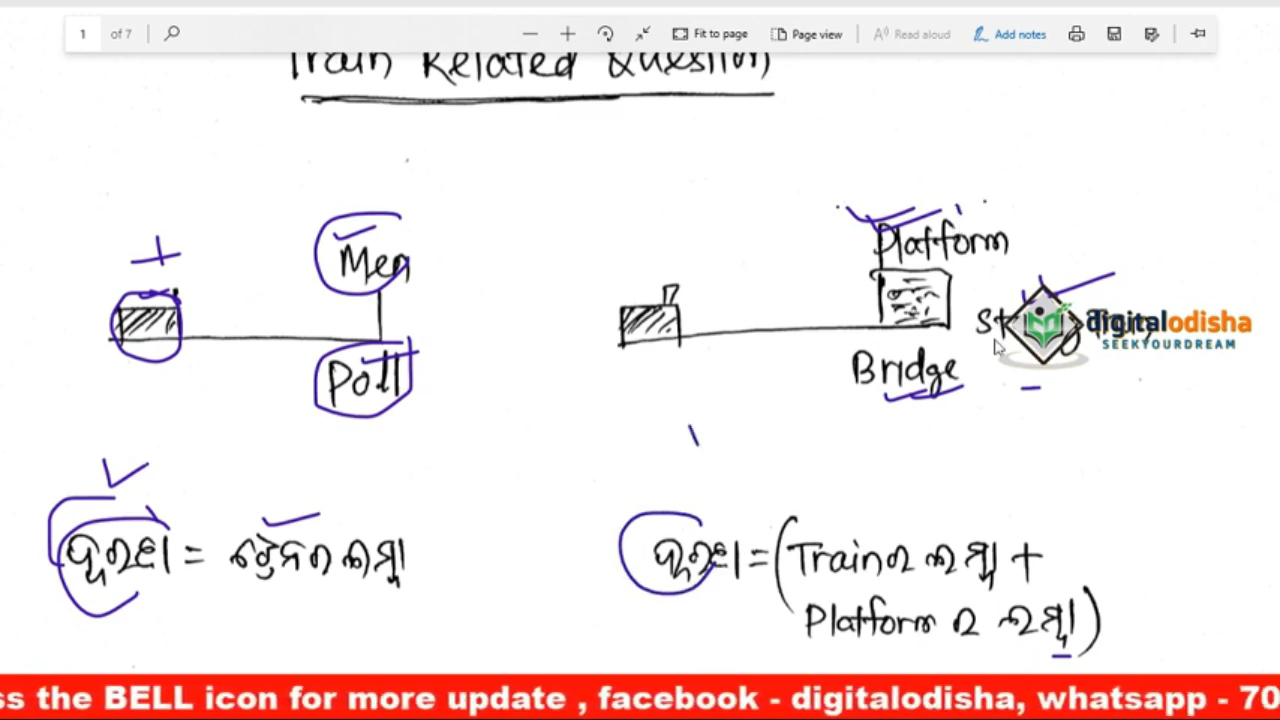 1 of 7 Fit to page Page view Read aloud Add notes
Train Related Question
Men
Platform
digitalodisha
SEEKYOURDREAM
Poll
Bridge
ଦୂରତା = ଟ୍ରେନର ଲମ୍ବା
ଦୂରତା = (Trainର ଲମ୍ବା +
Platform ର ଲମ୍ବା)
ss the BELL icon for more update , facebook - digitalodisha, whatsapp - 70